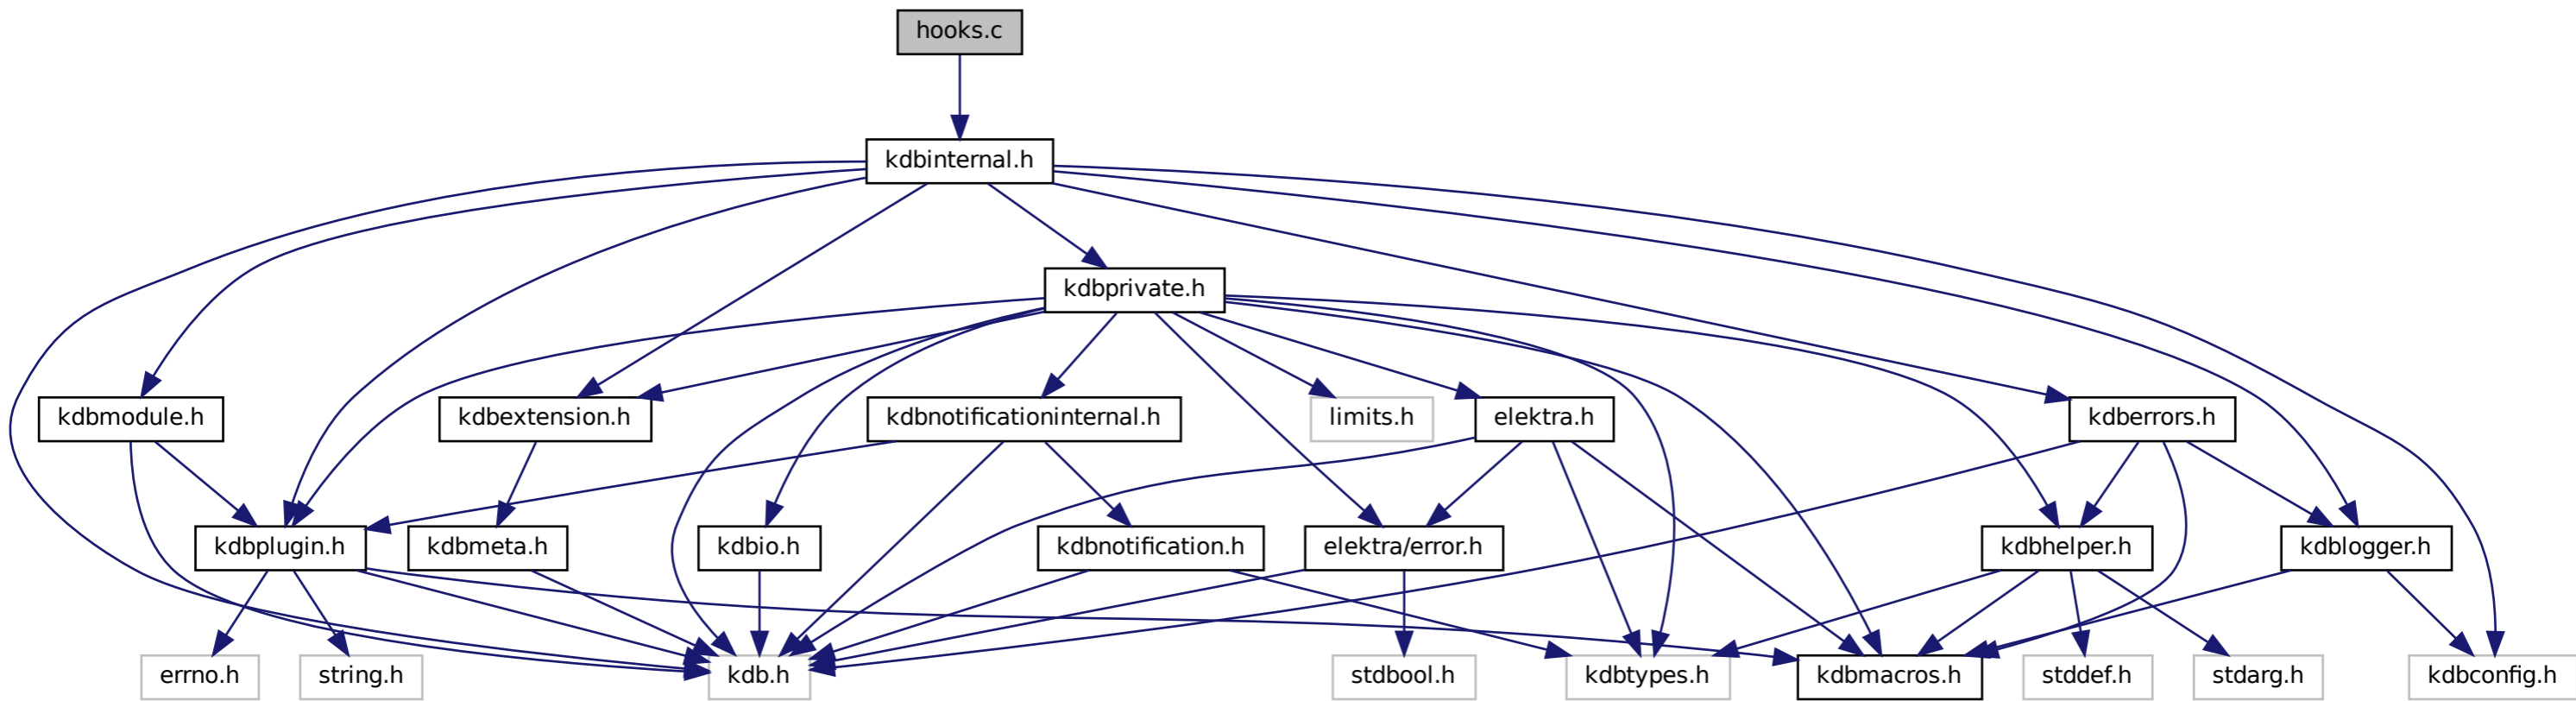 hooks.c
kdbinternal.h
kdbprivate.h
kdbmodule.h
kdbextension.h
kdbnotificationinternal.h
limits.h
elektra.h
kdberrors.h
kdbplugin.h
kdbmeta.h
kdbio.h
kdbnotification.h
elektra/error.h
kdbhelper.h
kdblogger.h
errno.h
string.h
kdb.h
stdbool.h
kdbtypes.h
kdbmacros.h
stddef.h
stdarg.h
kdbconfig.h